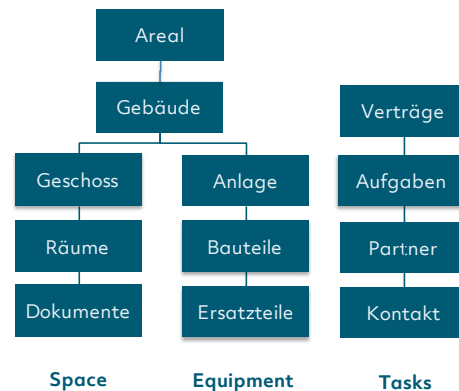 Areal
Gebäude
Verträge
Geschoss
Anlage
Aufgaben
Räume
Bauteile
Partner
Dokumente
Ersatzteile
Kontakt
Space
Equipment
Tasks